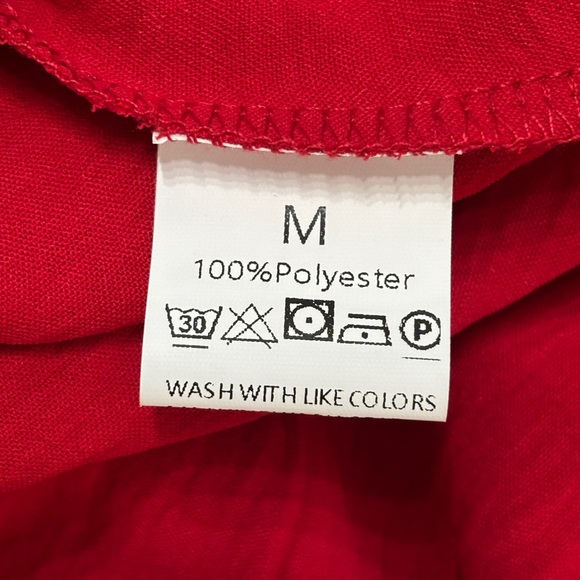 M
100%Polyester
30 P
WASH WITH LIKE COLORS